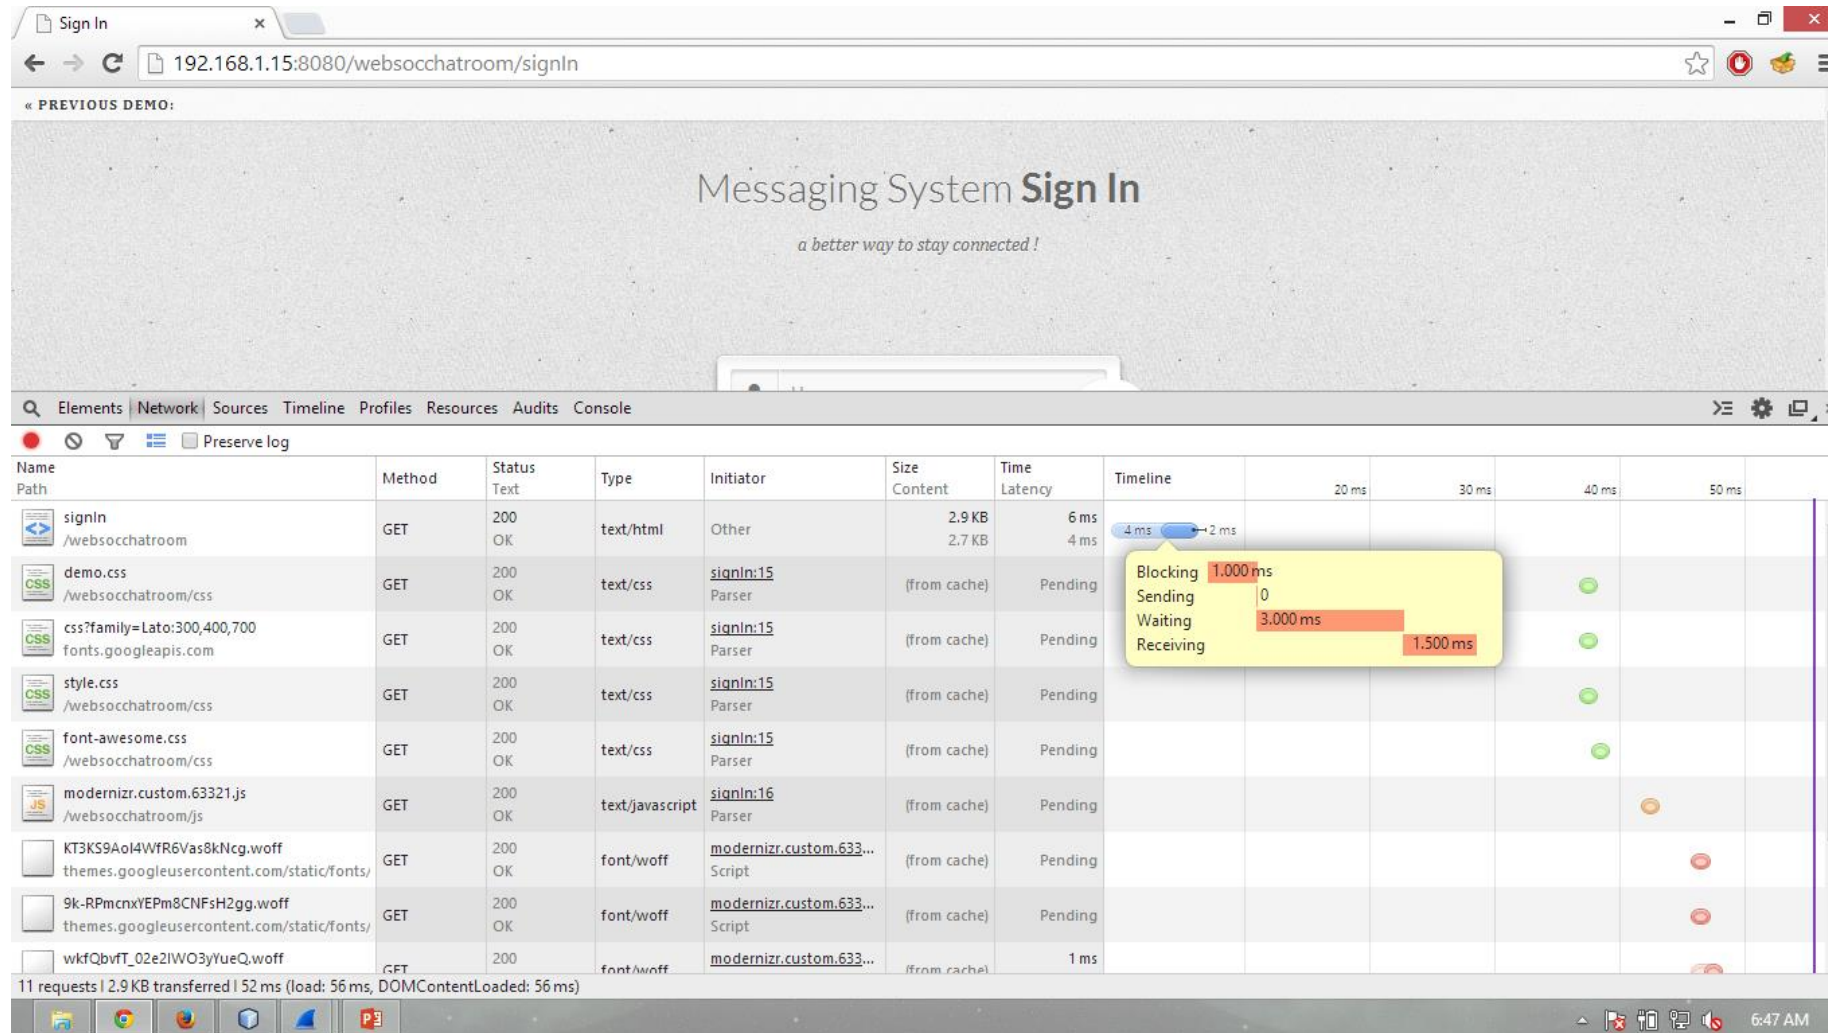 Sign In
192.168.1.15:8080/websocchatroom/signIn
« PREVIOUS DEMO:
Messaging System Sign In
a better way to stay connected !
Elements Network Sources Timeline Profiles Resources Audits Console
Preserve log
Name Method Status Type Initiator Size Time Timeline
Path Text Content Latency 20 ms 30 ms 40 ms 50 ms
signIn GET 200 text/html Other 2.9 KB 6 ms 4 ms 2 ms
/websocchatroom OK 2.7 KB 4 ms
Blocking 1.000 ms
Sending 0
Waiting 3.000 ms
Receiving 1.500 ms
demo.css GET 200 text/css signIn:15 (from cache) Pending
/websocchatroom/css OK Parser
css?family=Lato:300,400,700 GET 200 text/css signIn:15 (from cache) Pending
fonts.googleapis.com OK Parser
style.css GET 200 text/css signIn:15 (from cache) Pending
/websocchatroom/css OK Parser
font-awesome.css GET 200 text/css signIn:15 (from cache) Pending
/websocchatroom/css OK Parser
modernizr.custom.63321.js GET 200 text/javascript signIn:16 (from cache) Pending
/websocchatroom/js OK Parser
KT3KS9Aol4WfR6Vas8kNcg.woff GET 200 font/woff modernizr.custom.633... (from cache) Pending
themes.googleusercontent.com/static/fonts/ OK Script
9k-RPmcnxYEPm8CNFsH2gg.woff GET 200 font/woff modernizr.custom.633... (from cache) Pending
themes.googleusercontent.com/static/fonts/ OK Script
wkfQbvfT_02e2IWO3yYueQ.woff GET 200 font/woff modernizr.custom.633... (from cache) 1 ms
11 requests | 2.9 KB transferred | 52 ms (load: 56 ms, DOMContentLoaded: 56 ms)
6:47 AM